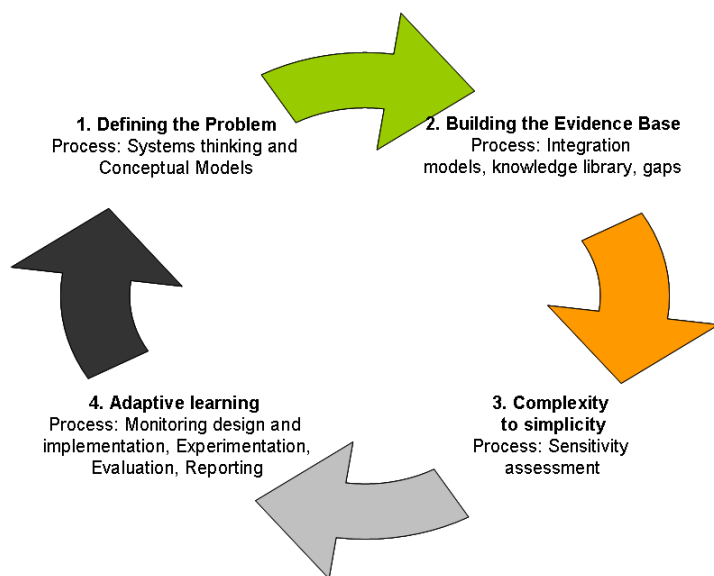 1. Defining the Problem
Process: Systems thinking and
Conceptual Models
2. Building the Evidence Base
Process: Integration
models, knowledge library, gaps
3. Complexity
to simplicity
Process: Sensitivity
assessment
4. Adaptive learning
Process: Monitoring design and
implementation, Experimentation,
Evaluation, Reporting